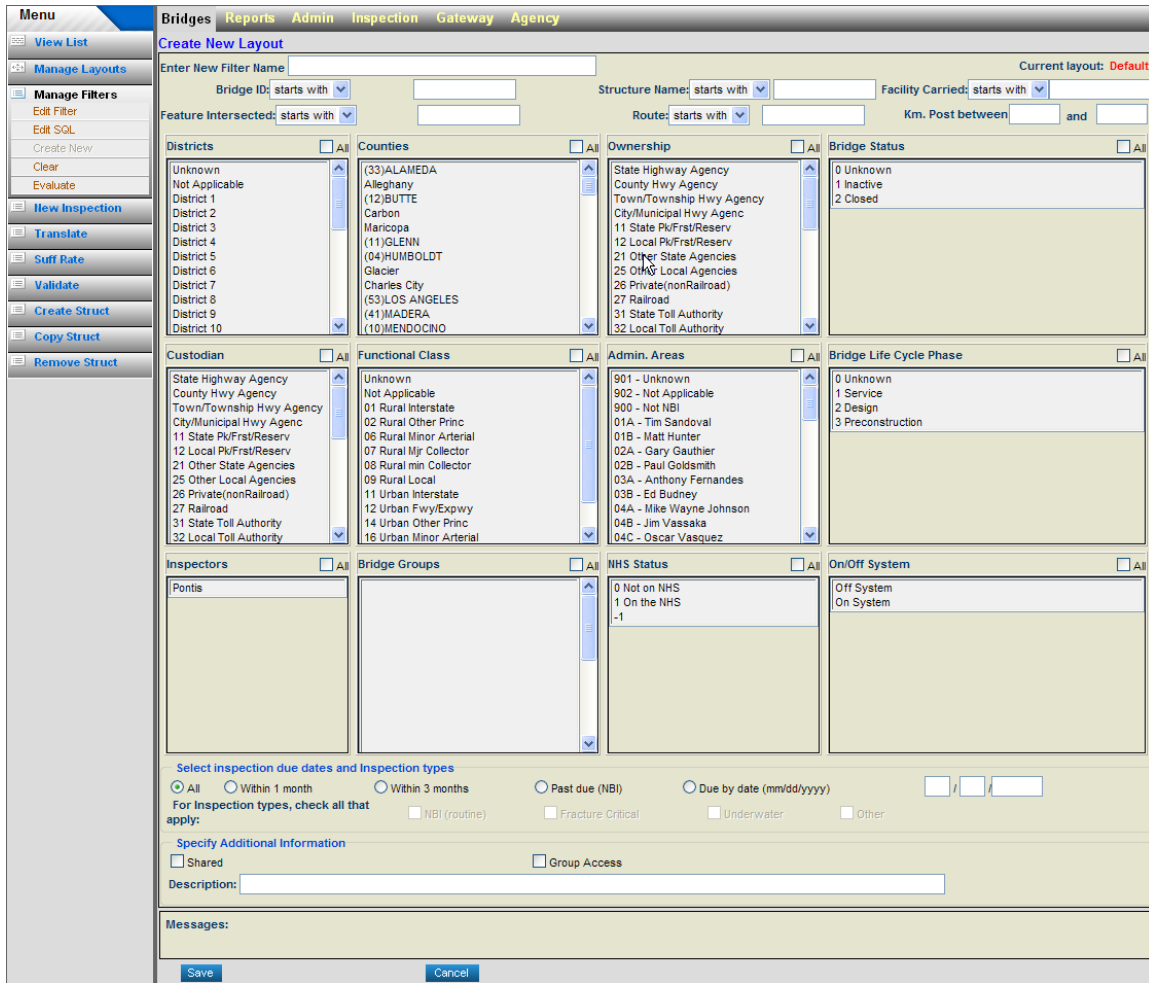 Menu
Bridges Reports Admin Inspection Gateway Agency
View List
Manage Layouts
Manage Filters
Edit Filter
Edit SQL
Create New
Clear
Evaluate
New Inspection
Translate
Suff Rate
Validate
Create Struct
Copy Struct
Remove Struct
Create New Layout
Enter New Filter Name
Current layout: Default
Bridge ID: starts with
Structure Name: starts with
Facility Carried: starts with
Feature Intersected: starts with
Route: starts with
Km. Post between and
Districts All
Unknown
Not Applicable
District 1
District 2
District 3
District 4
District 5
District 6
District 7
District 8
District 9
District 10
Counties All
(33)ALAMEDA
Alleghany
(12)BUTTE
Carbon
Maricopa
(11)GLENN
(04)HUMBOLDT
Glacier
Charles City
(53)LOS ANGELES
(41)MADERA
(10)MENDOCINO
Ownership All
State Highway Agency
County Hwy Agency
Town/Township Hwy Agency
City/Municipal Hwy Agenc
11 State Pk/Frst/Reserv
12 Local Pk/Frst/Reserv
21 Other State Agencies
25 Other Local Agencies
26 Private(nonRailroad)
27 Railroad
31 State Toll Authority
32 Local Toll Authority
Bridge Status All
0 Unknown
1 Inactive
2 Closed
Custodian All
State Highway Agency
County Hwy Agency
Town/Township Hwy Agency
City/Municipal Hwy Agenc
11 State Pk/Frst/Reserv
12 Local Pk/Frst/Reserv
21 Other State Agencies
25 Other Local Agencies
26 Private(nonRailroad)
27 Railroad
31 State Toll Authority
32 Local Toll Authority
Functional Class All
Unknown
Not Applicable
01 Rural Interstate
02 Rural Other Princ
06 Rural Minor Arterial
07 Rural Mjr Collector
08 Rural min Collector
09 Rural Local
11 Urban Interstate
12 Urban Fwy/Expwy
14 Urban Other Princ
16 Urban Minor Arterial
Admin. Areas All
901 - Unknown
902 - Not Applicable
900 - Not NBI
01A - Tim Sandoval
01B - Matt Hunter
02A - Gary Gauthier
02B - Paul Goldsmith
03A - Anthony Fernandes
03B - Ed Budney
04A - Mike Wayne Johnson
04B - Jim Vassaka
04C - Oscar Vasquez
Bridge Life Cycle Phase All
0 Unknown
1 Service
2 Design
3 Preconstruction
Inspectors All
Pontis
Bridge Groups All
NHS Status All
0 Not on NHS
1 On the NHS
-1
On/Off System All
Off System
On System
Select inspection due dates and Inspection types
All Within 1 month Within 3 months Past due (NBI) Due by date (mm/dd/yyyy) / /
For Inspection types, check all that
apply:
NBI (routine) Fracture Critical Underwater Other
Specify Additional Information
Shared Group Access
Description:
Messages:
Save Cancel